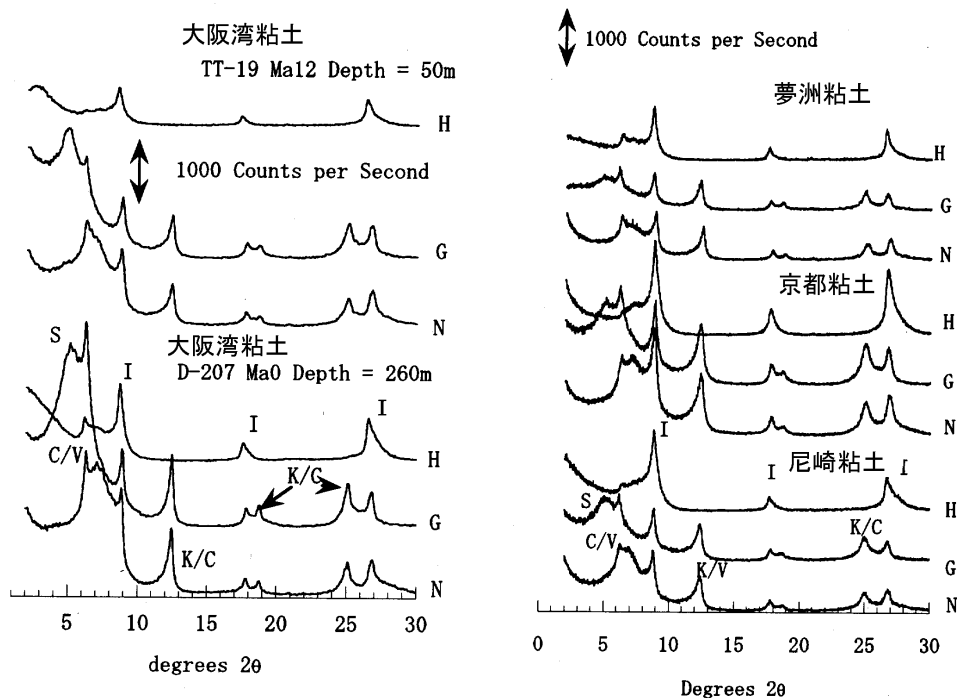 大阪湾粘土
TT-19 Ma12 Depth = 50m
H
1000 Counts per Second
G
N
大阪湾粘土
D-207 Ma0 Depth = 260m
S
I
I
I
C/V
H
K/C
G
K/C
N
5 10 15 20 25 30
degrees 2θ
1000 Counts per Second
夢洲粘土
H
G
N
京都粘土
H
G
N
I
尼崎粘土
I
I
H
S
K/C
C/V
G
K/V
N
0 5 10 15 20 25 30
Degrees 2θ